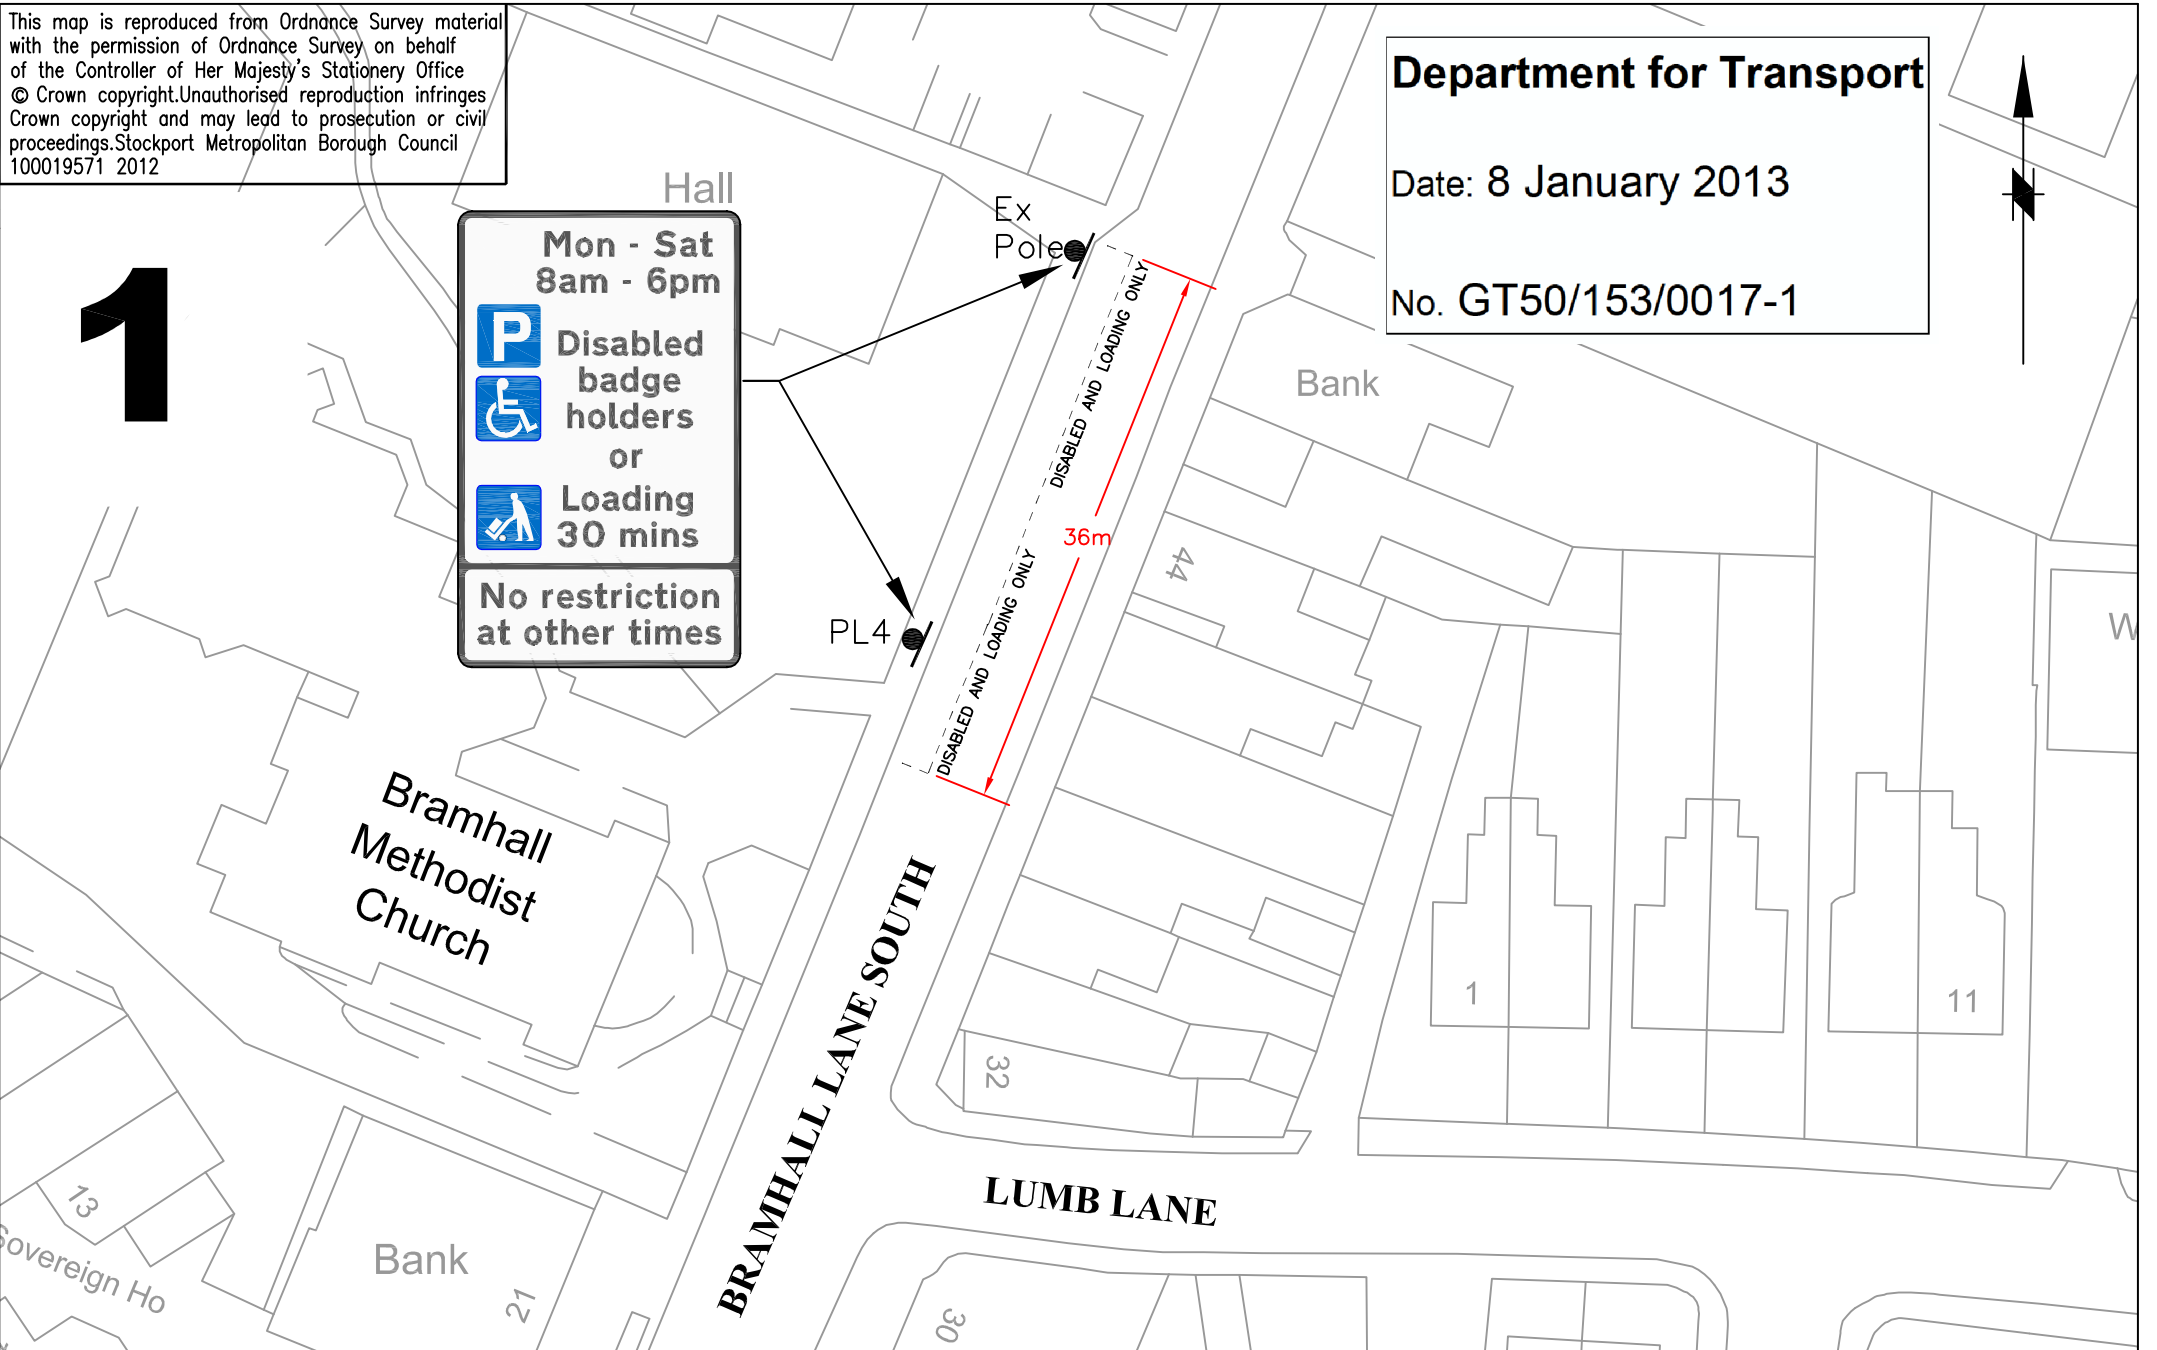 This map is reproduced from Ordnance Survey material
with the permission of Ordnance Survey on behalf
of the Controller of Her Majesty's Stationery Office
© Crown copyright.Unauthorised reproduction infringes
Crown copyright and may lead to prosecution or civil
proceedings.Stockport Metropolitan Borough Council
100019571 2012
Department for Transport
Date: 8 January 2013
No. GT50/153/0017-1
1
Hall
Mon - Sat
8am - 6pm
P
Disabled
badge
holders
or
Loading
30 mins
No restriction
at other times
Ex
Pole
PL4
DISABLED AND LOADING ONLY
DISABLED AND LOADING ONLY
36m
Bank
44
W
Bramhall
Methodist
Church
BRAMHALL LANE SOUTH
32
1
11
LUMB LANE
13
Sovereign Ho
Bank
21
30